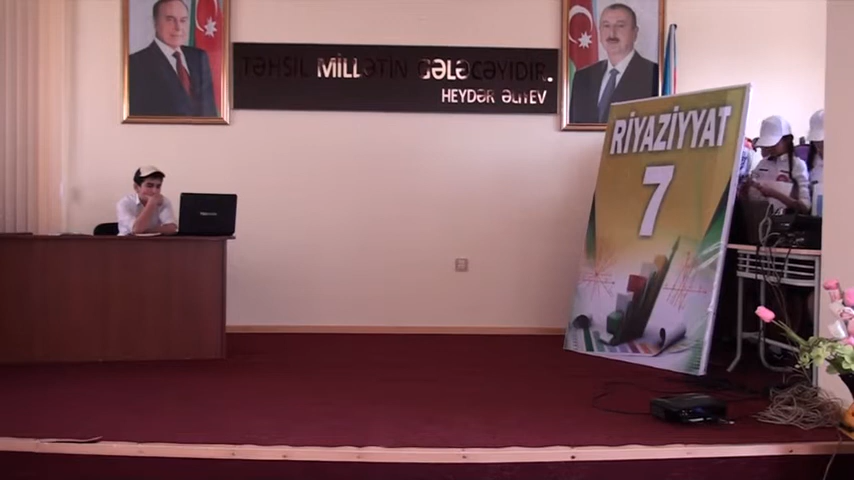 TƏHSİL MİLLƏTİN GƏLƏCƏYİDİR.
HEYDƏR ƏLİYEV
RİYAZİYYAT
7